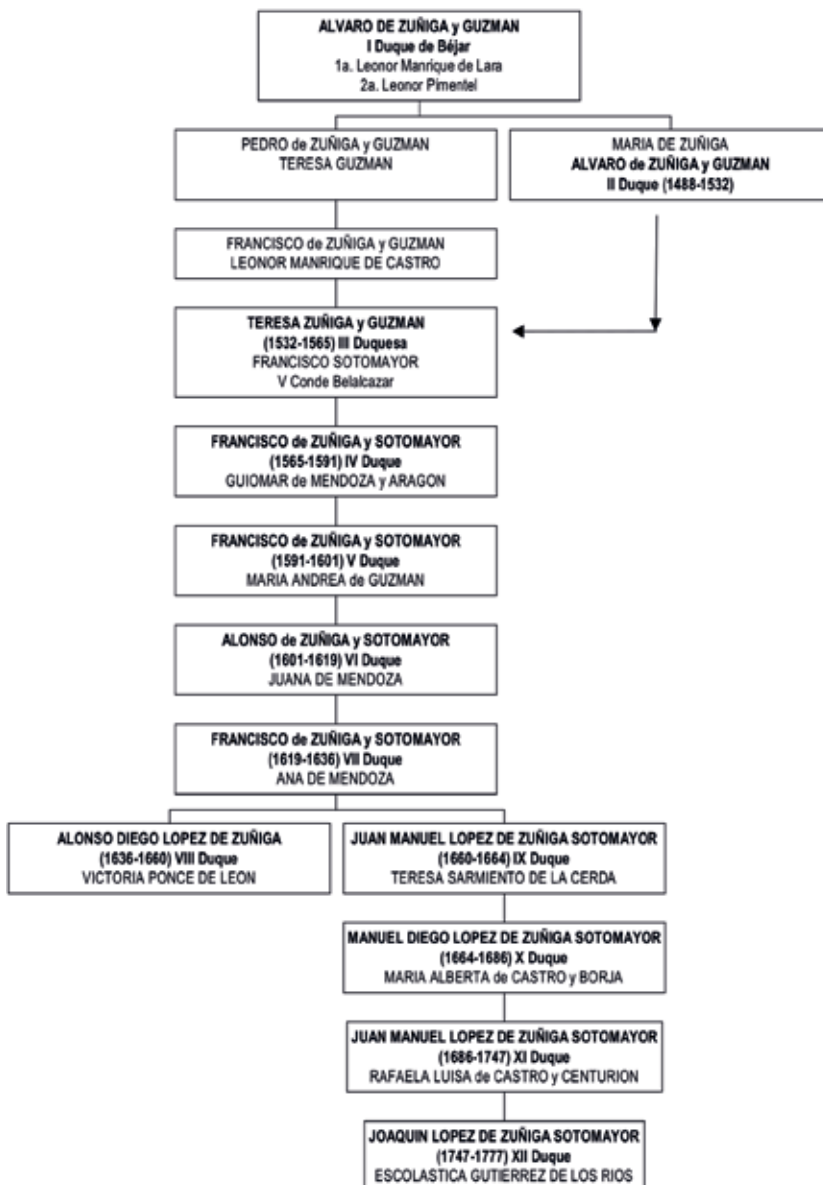 ALVARO DE ZUÑIGA y GUZMAN
I Duque de Béjar
1a. Leonor Manrique de Lara
2a. Leonor Pimentel
PEDRO de ZUÑIGA y GUZMAN
TERESA GUZMAN
MARIA DE ZUÑIGA
ALVARO de ZUÑIGA y GUZMAN
II Duque (1488-1532)
FRANCISCO de ZUÑIGA y GUZMAN
LEONOR MANRIQUE DE CASTRO
TERESA ZUÑIGA y GUZMAN
(1532-1565) III Duquesa
FRANCISCO SOTOMAYOR
V Conde Belalcazar
FRANCISCO de ZUÑIGA y SOTOMAYOR
(1565-1591) IV Duque
GUIOMAR de MENDOZA y ARAGON
FRANCISCO de ZUÑIGA y SOTOMAYOR
(1591-1601) V Duque
MARIA ANDREA de GUZMAN
ALONSO de ZUÑIGA y SOTOMAYOR
(1601-1619) VI Duque
JUANA DE MENDOZA
FRANCISCO de ZUÑIGA y SOTOMAYOR
(1619-1636) VII Duque
ANA DE MENDOZA
ALONSO DIEGO LOPEZ DE ZUÑIGA
(1636-1660) VIII Duque
VICTORIA PONCE DE LEON
JUAN MANUEL LOPEZ DE ZUÑIGA SOTOMAYOR
(1660-1664) IX Duque
TERESA SARMIENTO DE LA CERDA
MANUEL DIEGO LOPEZ DE ZUÑIGA SOTOMAYOR
(1664-1686) X Duque
MARIA ALBERTA de CASTRO y BORJA
JUAN MANUEL LOPEZ DE ZUÑIGA SOTOMAYOR
(1686-1747) XI Duque
RAFAELA LUISA de CASTRO y CENTURION
JOAQUIN LOPEZ DE ZUÑIGA SOTOMAYOR
(1747-1777) XII Duque
ESCOLASTICA GUTIERREZ DE LOS RIOS